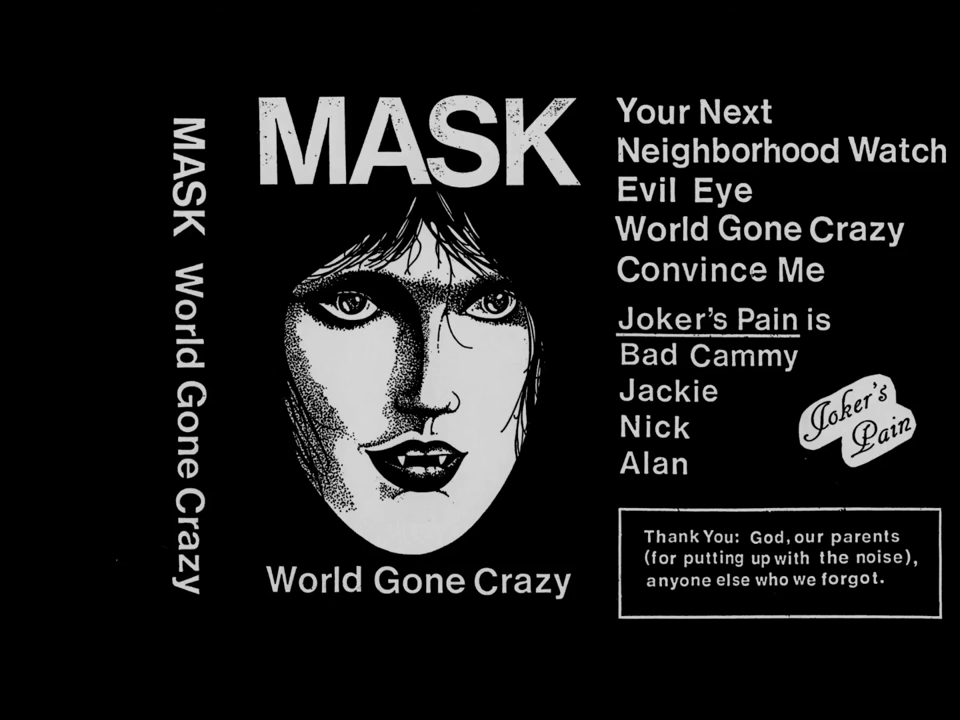 MASK World Gone Crazy
MASK
World Gone Crazy
Your Next
Neighborhood Watch
Evil Eye
World Gone Crazy
Convince Me
Joker's Pain is
Bad Cammy
Jackie
Nick
Alan
Joker's
Pain
Thank You: God, our parents
(for putting up with the noise),
anyone else who we forgot.